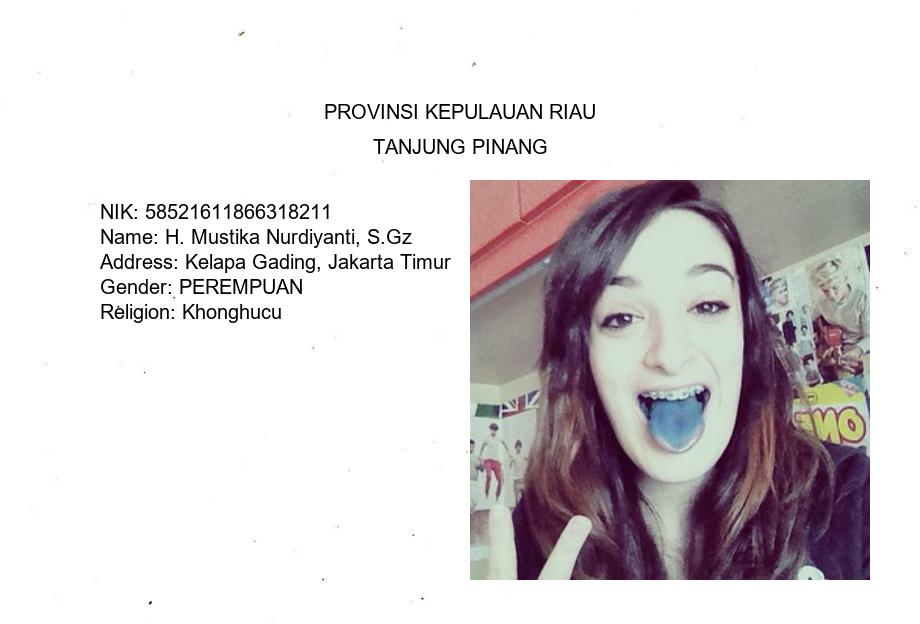 PROVINSI KEPULAUAN RIAU
TANJUNG PINANG
NIK: 58521611866318211
Name: H. Mustika Nurdiyanti, S.Gz
Address: Kelapa Gading, Jakarta Timur
Gender: PEREMPUAN
Religion: Khonghucu
ONE